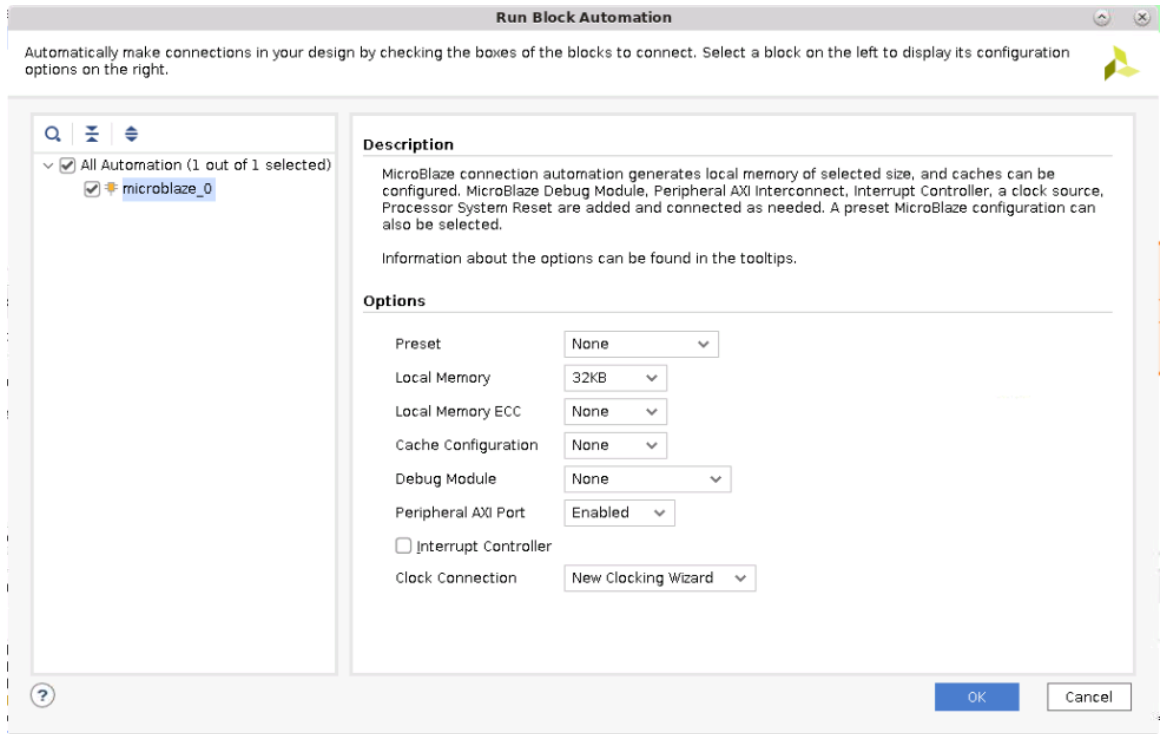 Run Block Automation
Automatically make connections in your design by checking the boxes of the blocks to connect. Select a block on the left to display its configuration
options on the right.
All Automation (1 out of 1 selected)
microblaze_0
Description
MicroBlaze connection automation generates local memory of selected size, and caches can be
configured. MicroBlaze Debug Module, Peripheral AXI Interconnect, Interrupt Controller, a clock source,
Processor System Reset are added and connected as needed. A preset MicroBlaze configuration can
also be selected.
Information about the options can be found in the tooltips.
Options
Preset None
Local Memory 32KB
Local Memory ECC None
Cache Configuration None
Debug Module None
Peripheral AXI Port Enabled
Interrupt Controller
Clock Connection New Clocking Wizard
?
OK Cancel